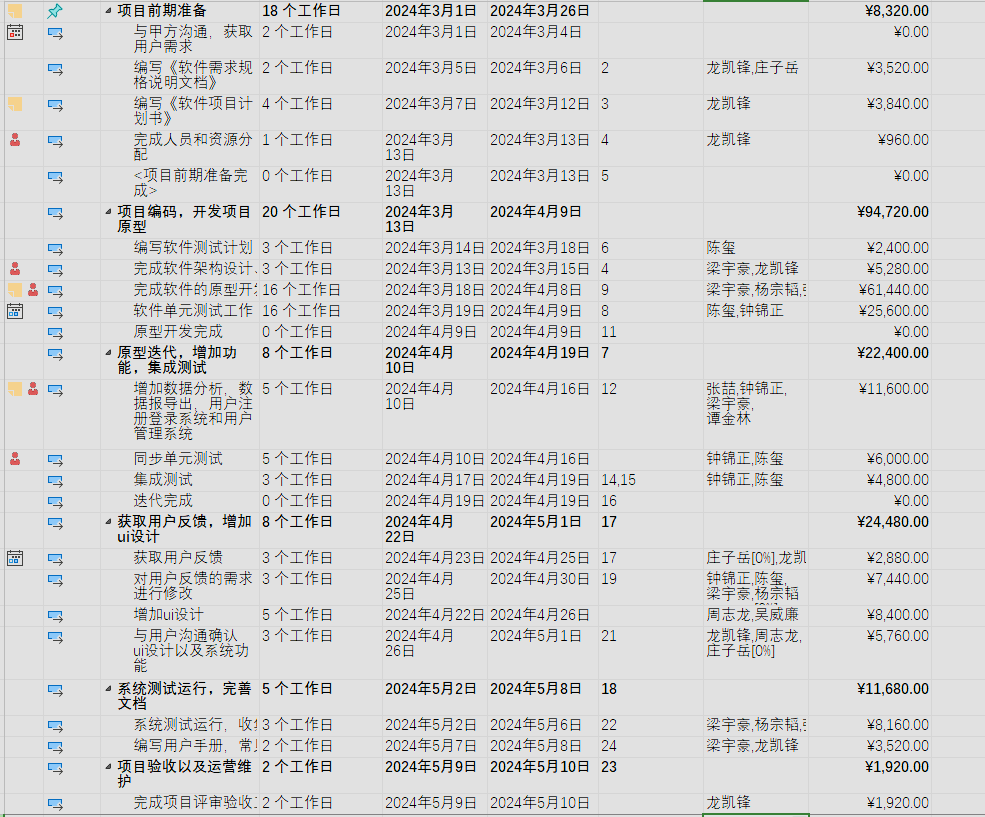 项目前期准备 18 个工作日 2024年3月1日 2024年3月26日 ¥8,320.00
与甲方沟通，获取 2 个工作日 2024年3月1日 2024年3月4日 ¥0.00
用户需求
编写《软件需求规 2 个工作日 2024年3月5日 2024年3月6日 2 龙凯锋,庄子岳 ¥3,520.00
格说明文档》
编写《软件项目计 4 个工作日 2024年3月7日 2024年3月12日 3 龙凯锋 ¥3,840.00
划书》
完成人员和资源分 1 个工作日 2024年3月 2024年3月13日 4 龙凯锋 ¥960.00
配 13日
<项目前期准备完 0 个工作日 2024年3月 2024年3月13日 5 ¥0.00
成> 13日
项目编码，开发项目 20 个工作日 2024年3月 2024年4月9日 ¥94,720.00
原型 13日
编写软件测试计划 3 个工作日 2024年3月14日 2024年3月18日 6 陈玺 ¥2,400.00
完成软件架构设计、 3 个工作日 2024年3月13日 2024年3月15日 4 梁宇豪,龙凯锋 ¥5,280.00
完成软件的原型开 16 个工作日 2024年3月18日 2024年4月8日 9 梁宇豪,杨宗韬, ¥61,440.00
软件单元测试工作 16 个工作日 2024年3月19日 2024年4月9日 8 陈玺,钟锦正 ¥25,600.00
原型开发完成 0 个工作日 2024年4月9日 2024年4月9日 11 ¥0.00
原型迭代，增加功 8 个工作日 2024年4月 2024年4月19日 7 ¥22,400.00
能，集成测试 10日
增加数据分析，数 5 个工作日 2024年4月 2024年4月16日 12 张喆,钟锦正, ¥11,600.00
据报导出，用户注 10日 梁宇豪,
册登录系统和用户 谭金林
管理系统
同步单元测试 5 个工作日 2024年4月10日 2024年4月16日 钟锦正,陈玺 ¥6,000.00
集成测试 3 个工作日 2024年4月17日 2024年4月19日 14,15 钟锦正,陈玺 ¥4,800.00
迭代完成 0 个工作日 2024年4月19日 2024年4月19日 16 ¥0.00
获取用户反馈，增加 8 个工作日 2024年4月 2024年5月1日 17 ¥24,480.00
ui设计 22日
获取用户反馈 3 个工作日 2024年4月23日 2024年4月25日 17 庄子岳[0%],龙凯 ¥2,880.00
对用户反馈的需求 3 个工作日 2024年4月 2024年4月30日 19 钟锦正,陈玺, ¥7,440.00
进行修改 25日 梁宇豪,杨宗韬
增加ui设计 5 个工作日 2024年4月22日 2024年4月26日 周志龙,吴威廉 ¥8,400.00
与用户沟通确认 3 个工作日 2024年4月 2024年5月1日 21 龙凯锋,周志龙, ¥5,760.00
ui设计以及系统功 26日 庄子岳[0%]
能
系统测试运行，完善 5 个工作日 2024年5月2日 2024年5月8日 18 ¥11,680.00
文档
系统测试运行，收 3 个工作日 2024年5月2日 2024年5月6日 22 梁宇豪,杨宗韬, ¥8,160.00
编写用户手册，常 2 个工作日 2024年5月7日 2024年5月8日 24 梁宇豪,龙凯锋 ¥3,520.00
项目验收以及运营维 2 个工作日 2024年5月9日 2024年5月10日 23 ¥1,920.00
护
完成项目评审验收 2 个工作日 2024年5月9日 2024年5月10日 龙凯锋 ¥1,920.00